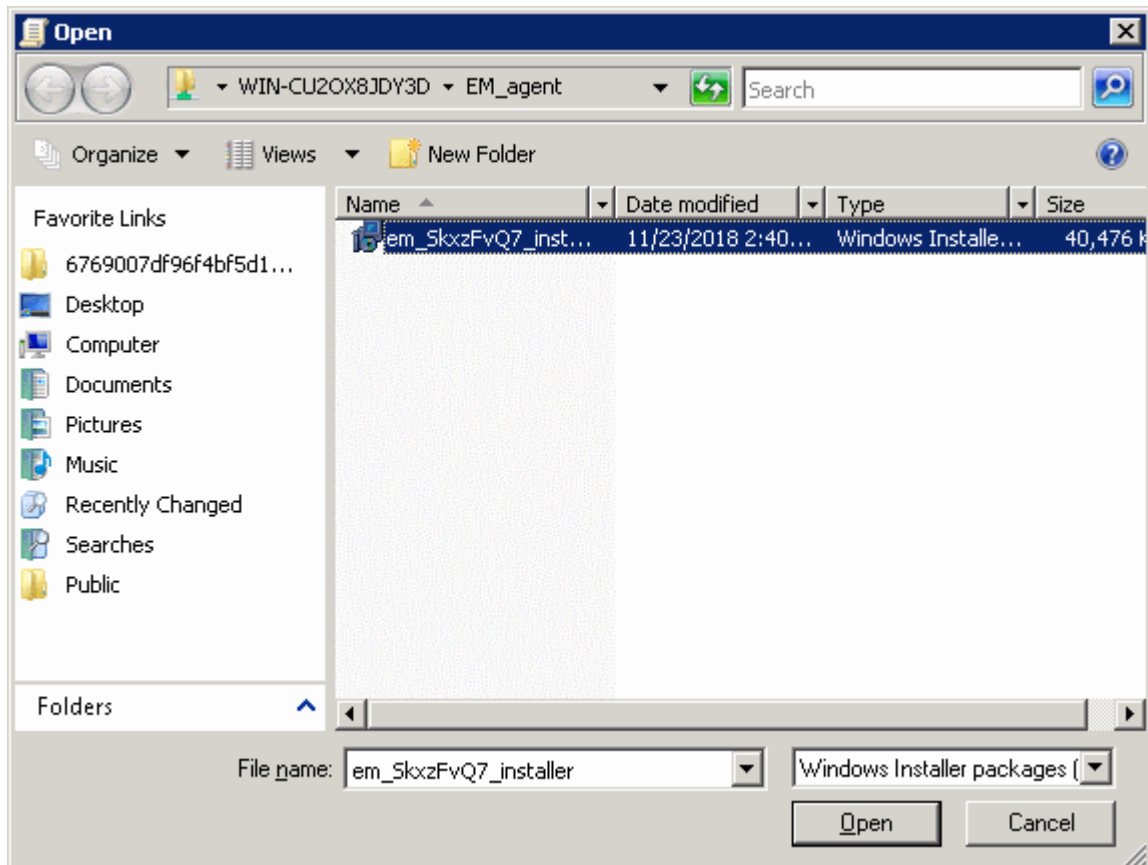 Open
WIN-CU2OX8JDY3D EM_agent Search
Organize Views New Folder
Favorite Links
6769007df96f4bf5d1...
Desktop
Computer
Documents
Pictures
Music
Recently Changed
Searches
Public
Folders
Name Date modified Type Size
em_SkxzFvQ7_inst... 11/23/2018 2:40... Windows Installe... 40,476 K
File name: em_SkxzFvQ7_installer Windows Installer packages (
Open Cancel